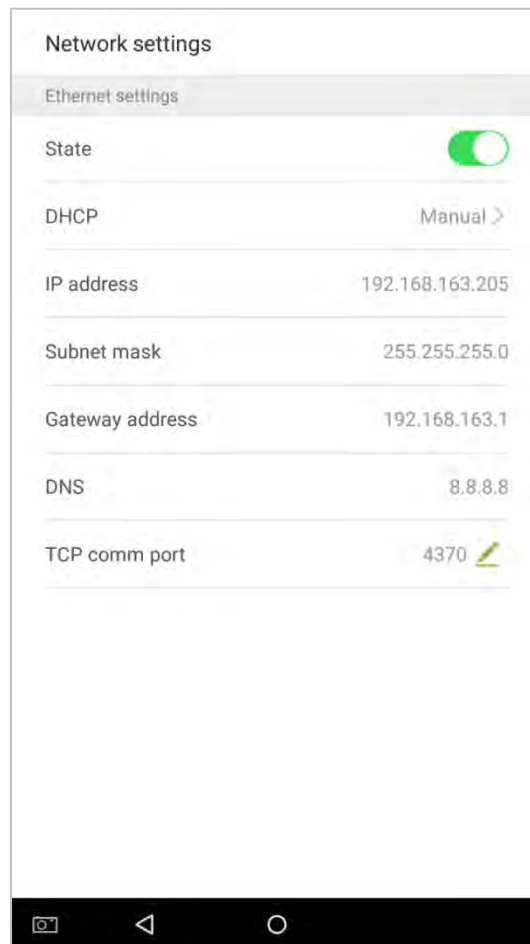 Network settings
Ethernet settings
State
DHCP Manual >
IP address 192.168.163.205
Subnet mask 255.255.255.0
Gateway address 192.168.163.1
DNS 8.8.8.8
TCP comm port 4370